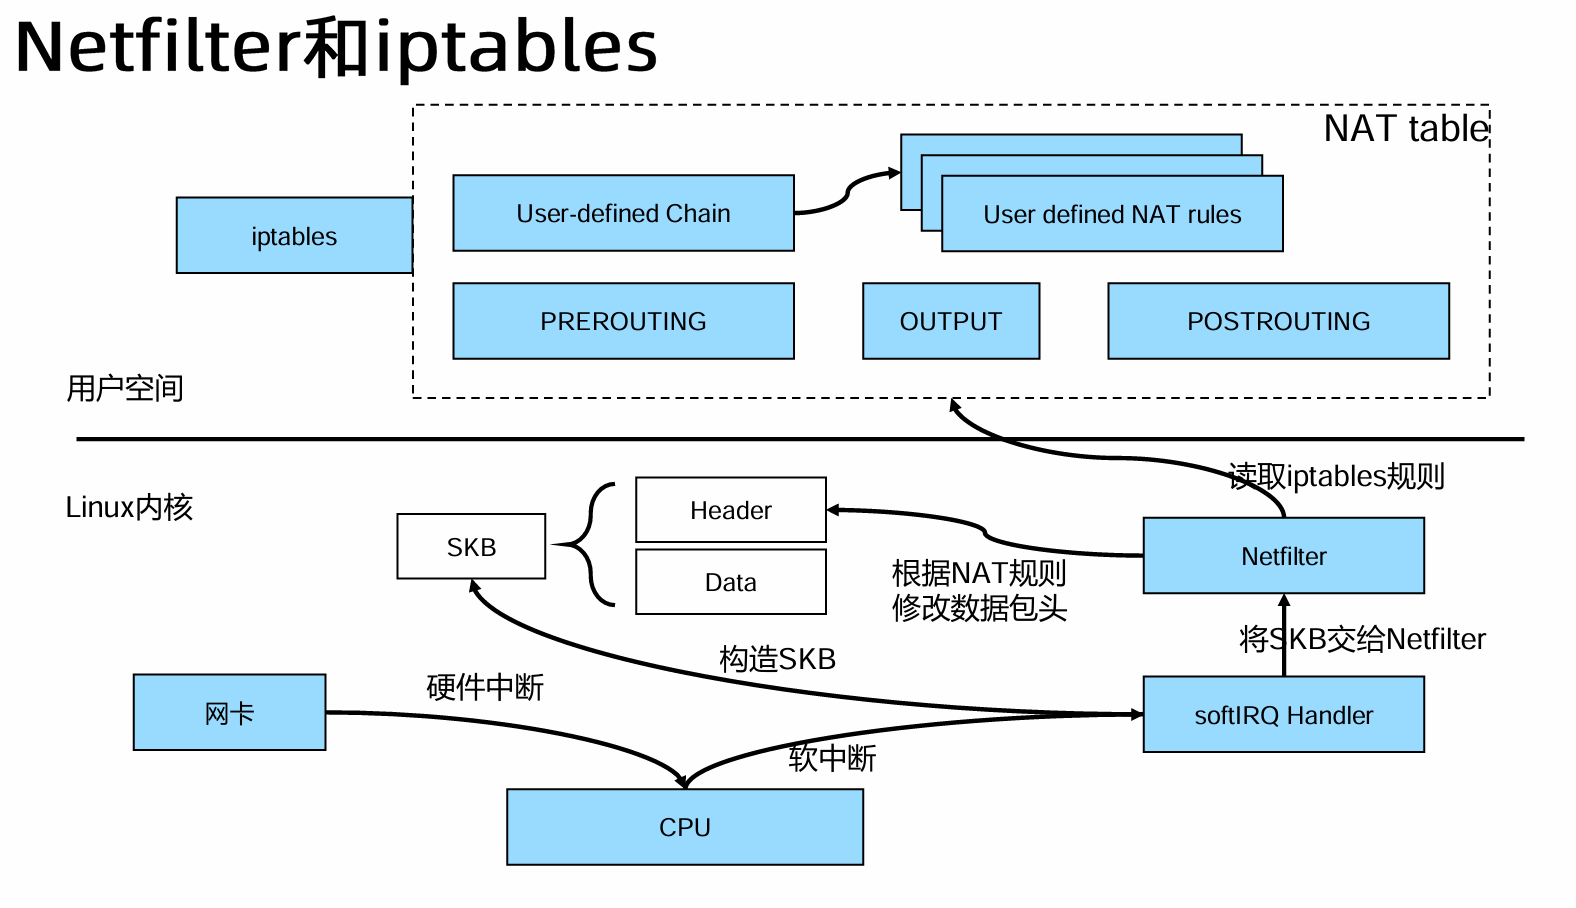 Netfilter和iptables
NAT table
User-defined Chain
User defined NAT rules
iptables
PREROUTING
OUTPUT
POSTROUTING
用户空间
读取iptables规则
Linux内核
Header
SKB
Netfilter
Data
根据NAT规则
修改数据包头
将SKB交给Netfilter
构造SKB
硬件中断
网卡
softIRQ Handler
软中断
CPU